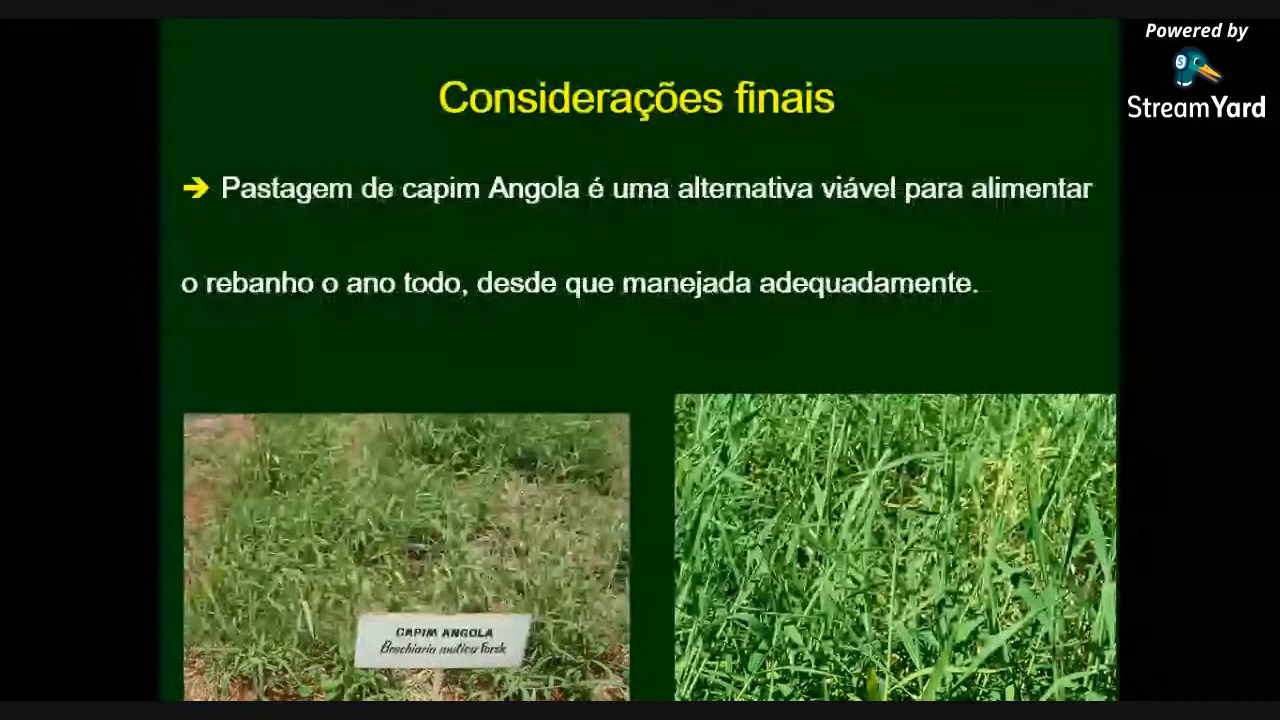 Powered by
StreamYard
Considerações finais
➔ Pastagem de capim Angola é uma alternativa viável para alimentar
o rebanho o ano todo, desde que manejada adequadamente.
CAPIM ANGOLA
Brachiaria mutica Forsk